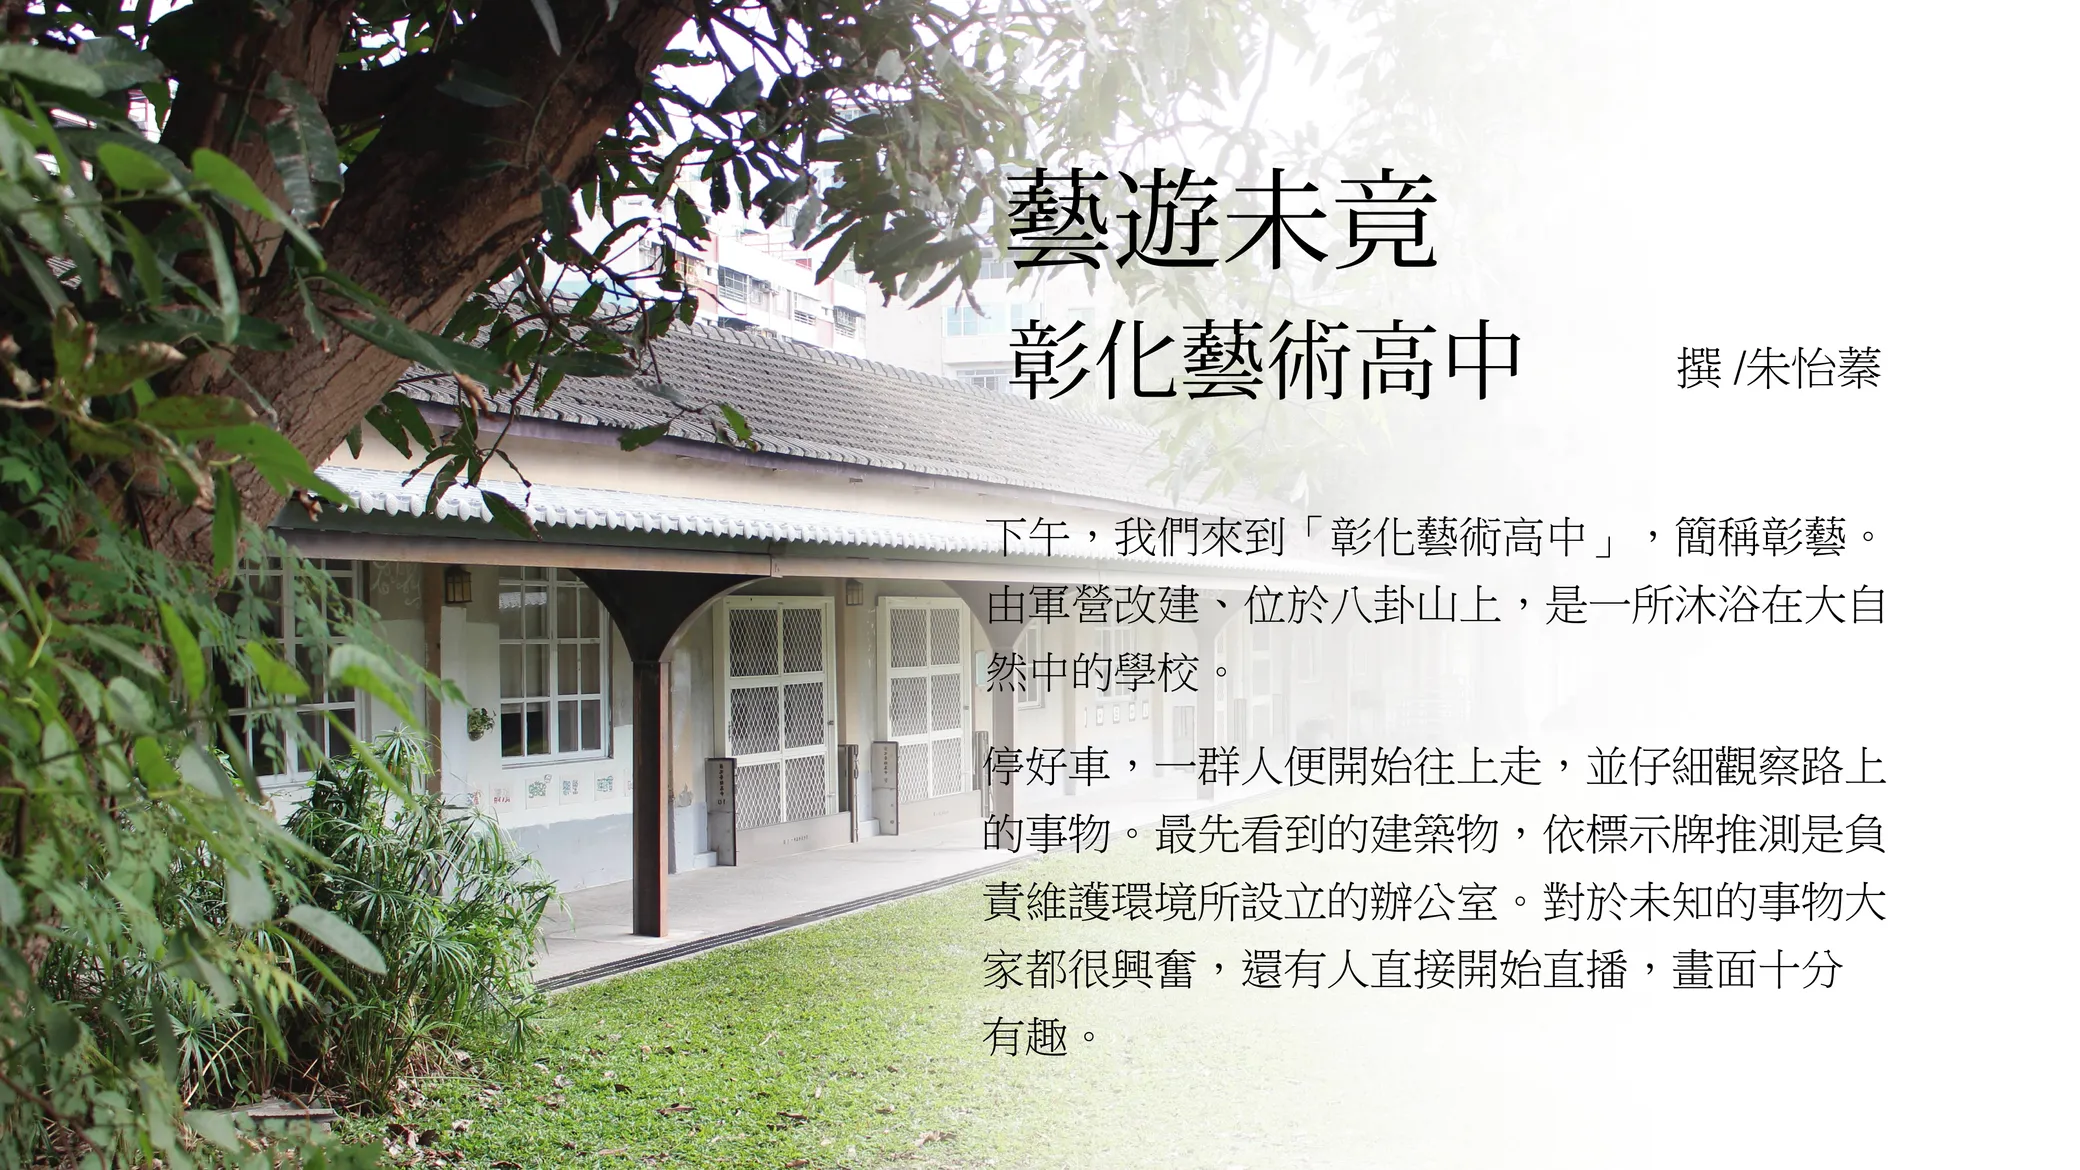 藝遊未竟
彰化藝術高中
撰 /朱怡蓁
下午，我們來到「彰化藝術高中」，簡稱彰藝。
由軍營改建、位於八卦山上，是一所沐浴在大自
然中的學校。
停好車，一群人便開始往上走，並仔細觀察路上
的事物。最先看到的建築物，依標示牌推測是負
責維護環境所設立的辦公室。對於未知的事物大
家都很興奮，還有人直接開始直播，畫面十分
有趣。